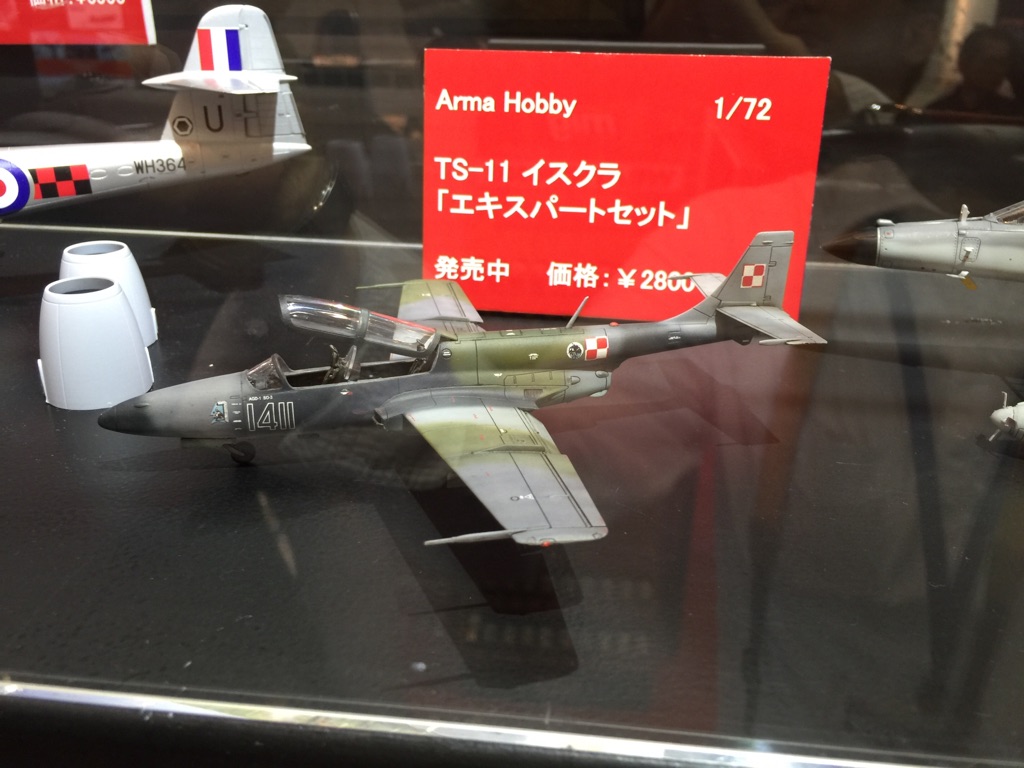 Arma Hobby 1/72
TS-11 イスクラ
「エキスパートセット」
発売中 価格:¥2800
U
WH364
1411